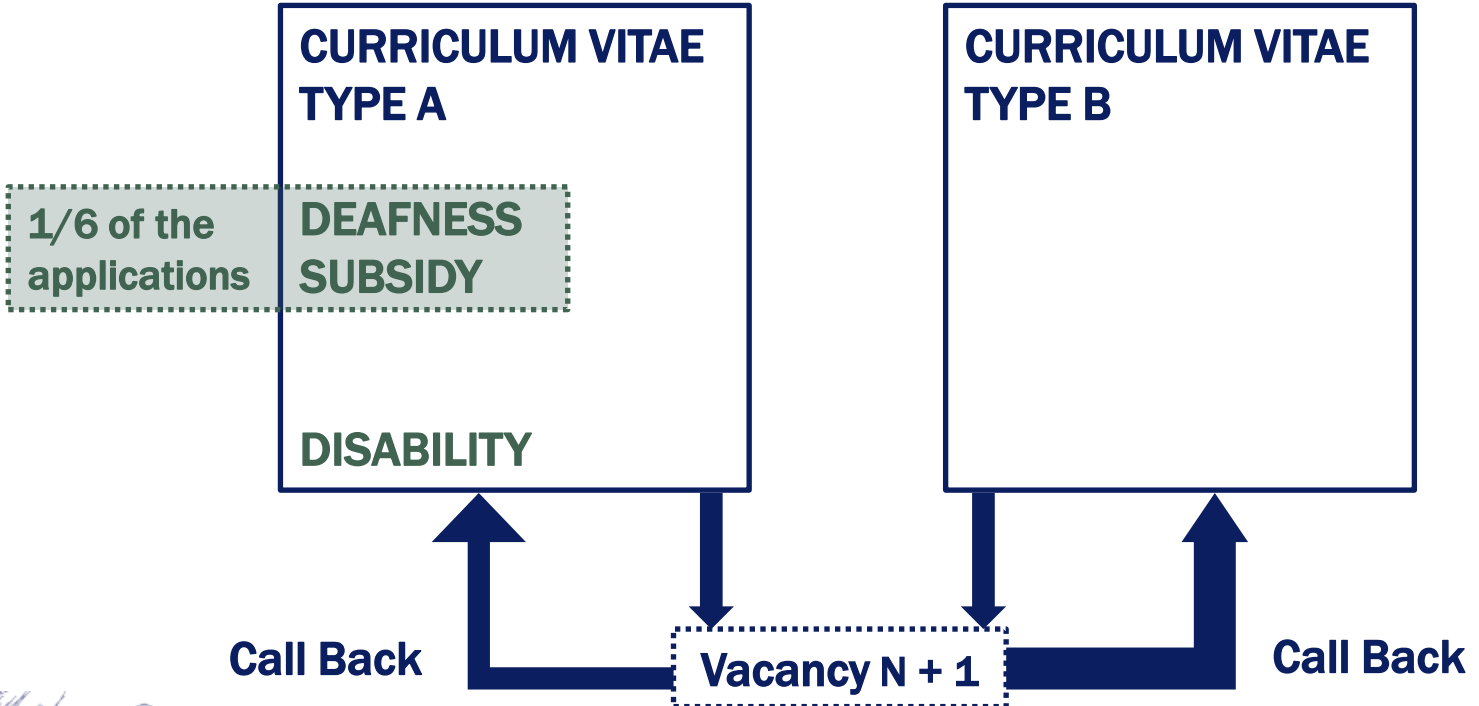 CURRICULUM VITAE
TYPE A
1/6 of the
applications
DEAFNESS
SUBSIDY
DISABILITY
CURRICULUM VITAE
TYPE B
Call Back
Vacancy N + 1
Call Back